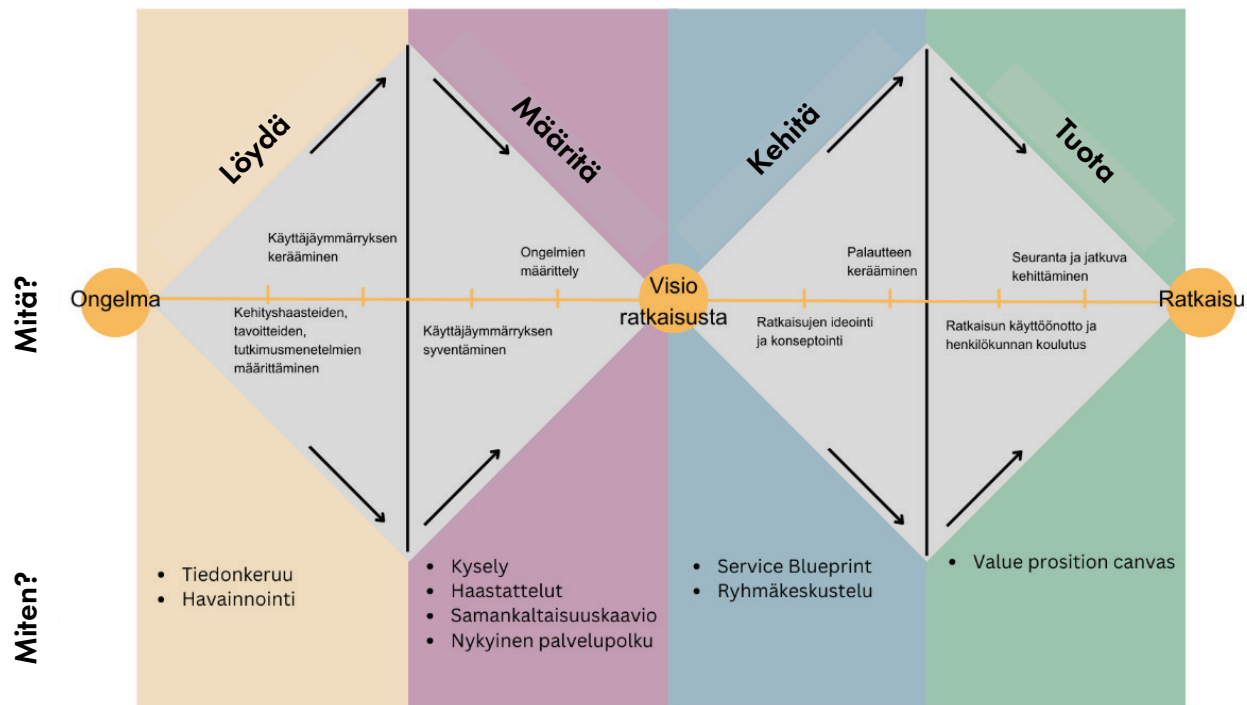 Löydä
Määritä
Kehitä
Tuota
Mitä?
Käyttäjäymmärryksen
kerääminen
Ongelmien
määrittely
Palautteen
kerääminen
Seuranta ja jatkuva
kehittäminen
Ongelma
Visio
ratkaisusta
Ratkaisu
Kehityshaasteiden,
tavoitteiden,
tutkimusmenetelmien
määrittäminen
Käyttäjäymmärryksen
syventäminen
Ratkaisujen ideointi
ja konseptointi
Ratkaisun käyttöönotto ja
henkilökunnan koulutus
Miten?
• Tiedonkeruu
• Havainnointi
• Kysely
• Haastattelut
• Samankaltaisuuskaavio
• Nykyinen palvelupolku
• Service Blueprint
• Ryhmäkeskustelu
• Value prosition canvas